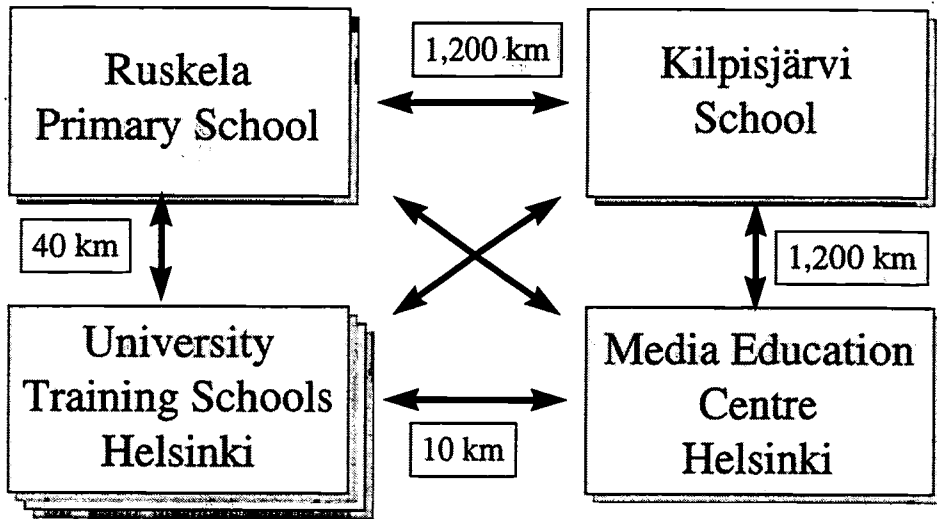 Ruskela
Primary School
1,200 km
Kilpisjärvi
School
40 km
1,200 km
University
Training Schools
Helsinki
10 km
Media Education
Centre
Helsinki